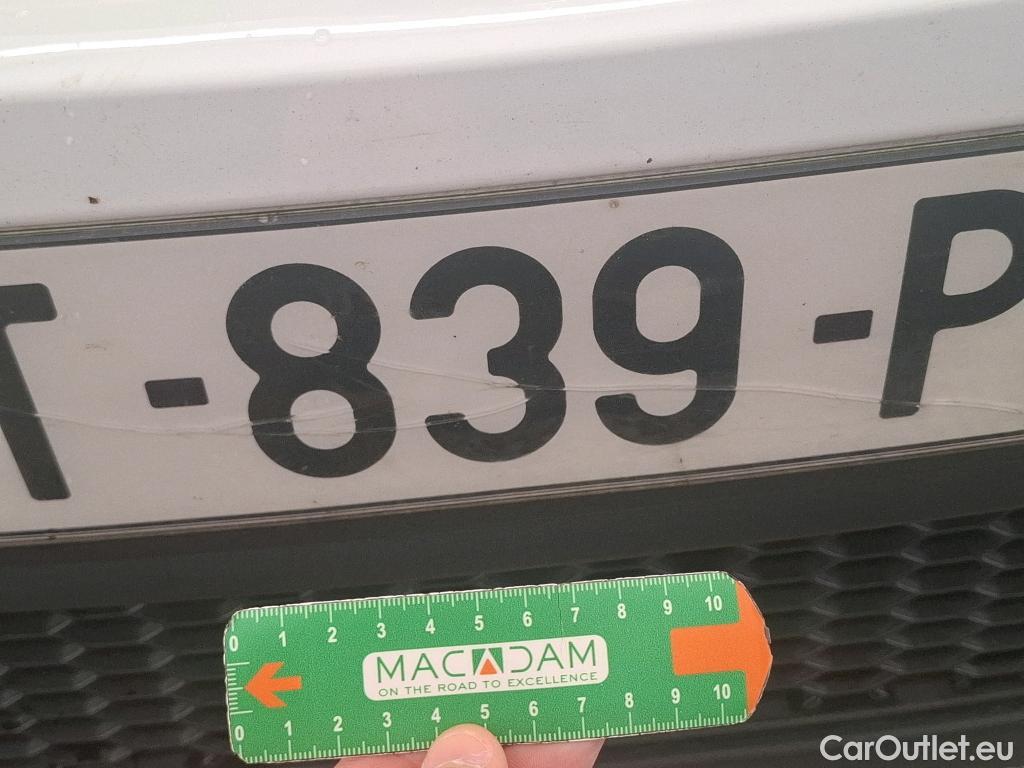 T-839-P
0 1 2 3 4 5 6 7 8 9 10
MACADAM
ON THE ROAD TO EXCELLENCE
0 1 2 3 4 5 6 7 8 9 10
CarOutlet.eu